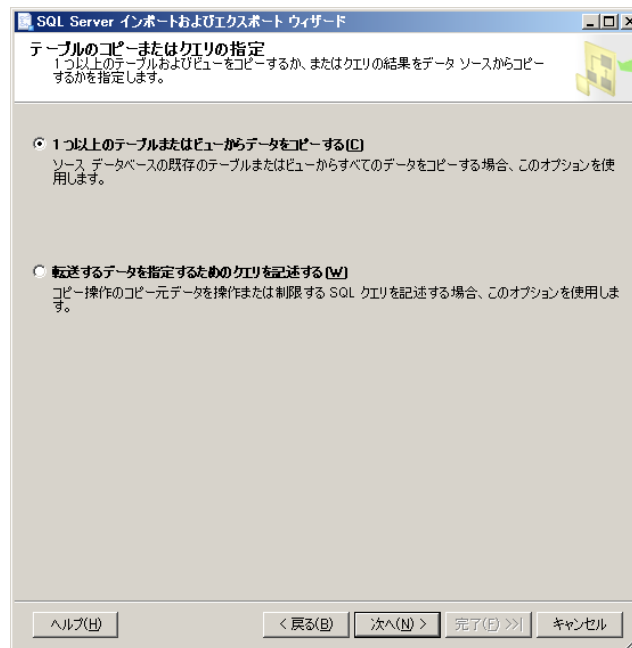 SQL Server インポートおよびエクスポート ウィザード
テーブルのコピーまたはクエリの指定
1 つ以上のテーブルおよびビューをコピーするか、またはクエリの結果をデータ ソースからコピー
するかを指定します。
1 つ以上のテーブルまたはビューからデータをコピーする(C)
ソース データベースの既存のテーブルまたはビューからすべてのデータをコピーする場合、このオプションを使
用します。
転送するデータを指定するためのクエリを記述する(W)
コピー操作のコピー元データを操作または制限する SQL クエリを記述する場合、このオプションを使用しま
す。
ヘルプ(H)
< 戻る(B)
次へ(N) >
完了(F) >>|
キャンセル